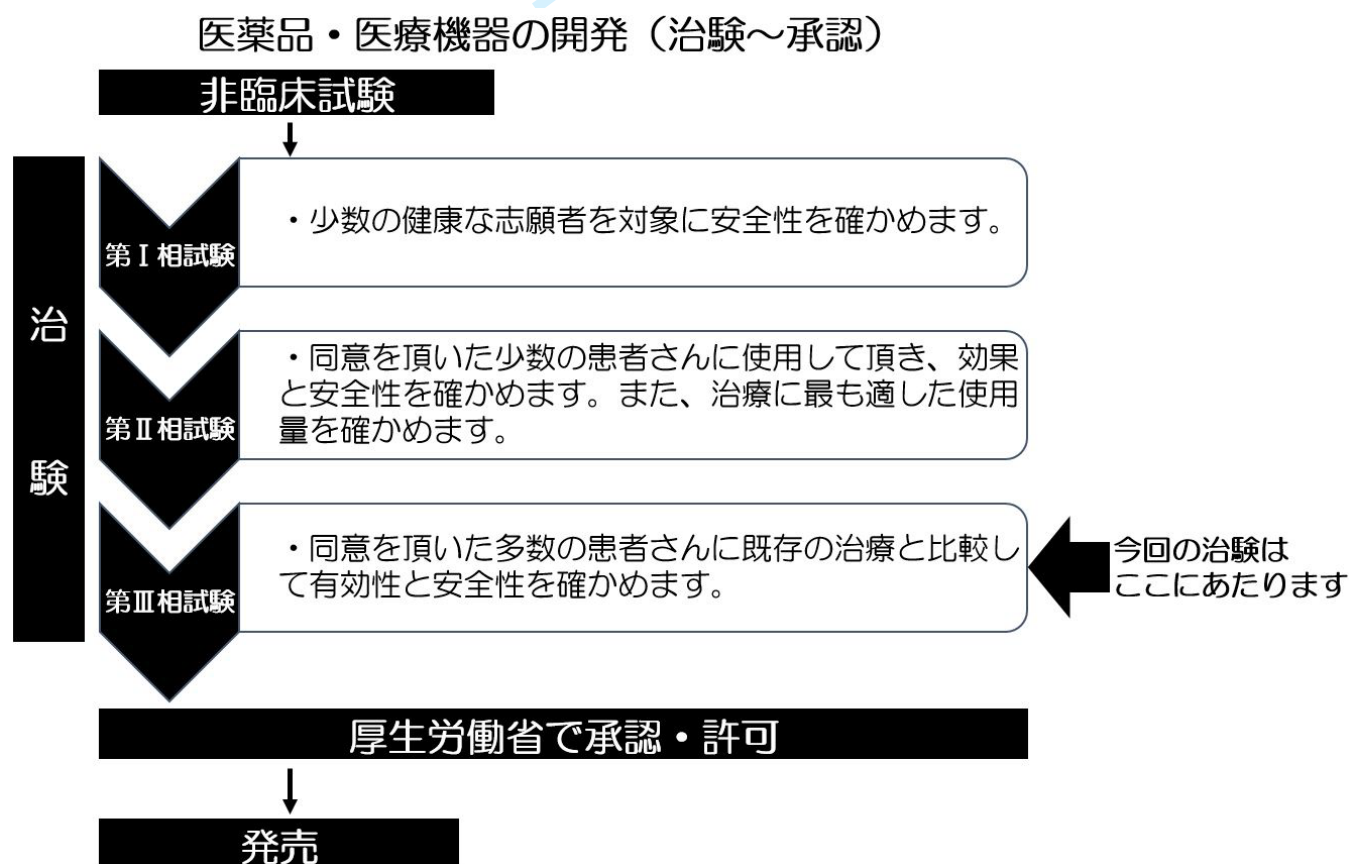 医薬品・医療機器の開発（治験～承認）
非臨床試験
治験
第Ⅰ相試験
・少数の健康な志願者を対象に安全性を確かめます。
第Ⅱ相試験
・同意を頂いた少数の患者さんに使用して頂き、効果
と安全性を確かめます。また、治療に最も適した使用
量を確かめます。
第Ⅲ相試験
・同意を頂いた多数の患者さんに既存の治療と比較し
て有効性と安全性を確かめます。
今回の治験は
ここにあたります
厚生労働省で承認・許可
発売